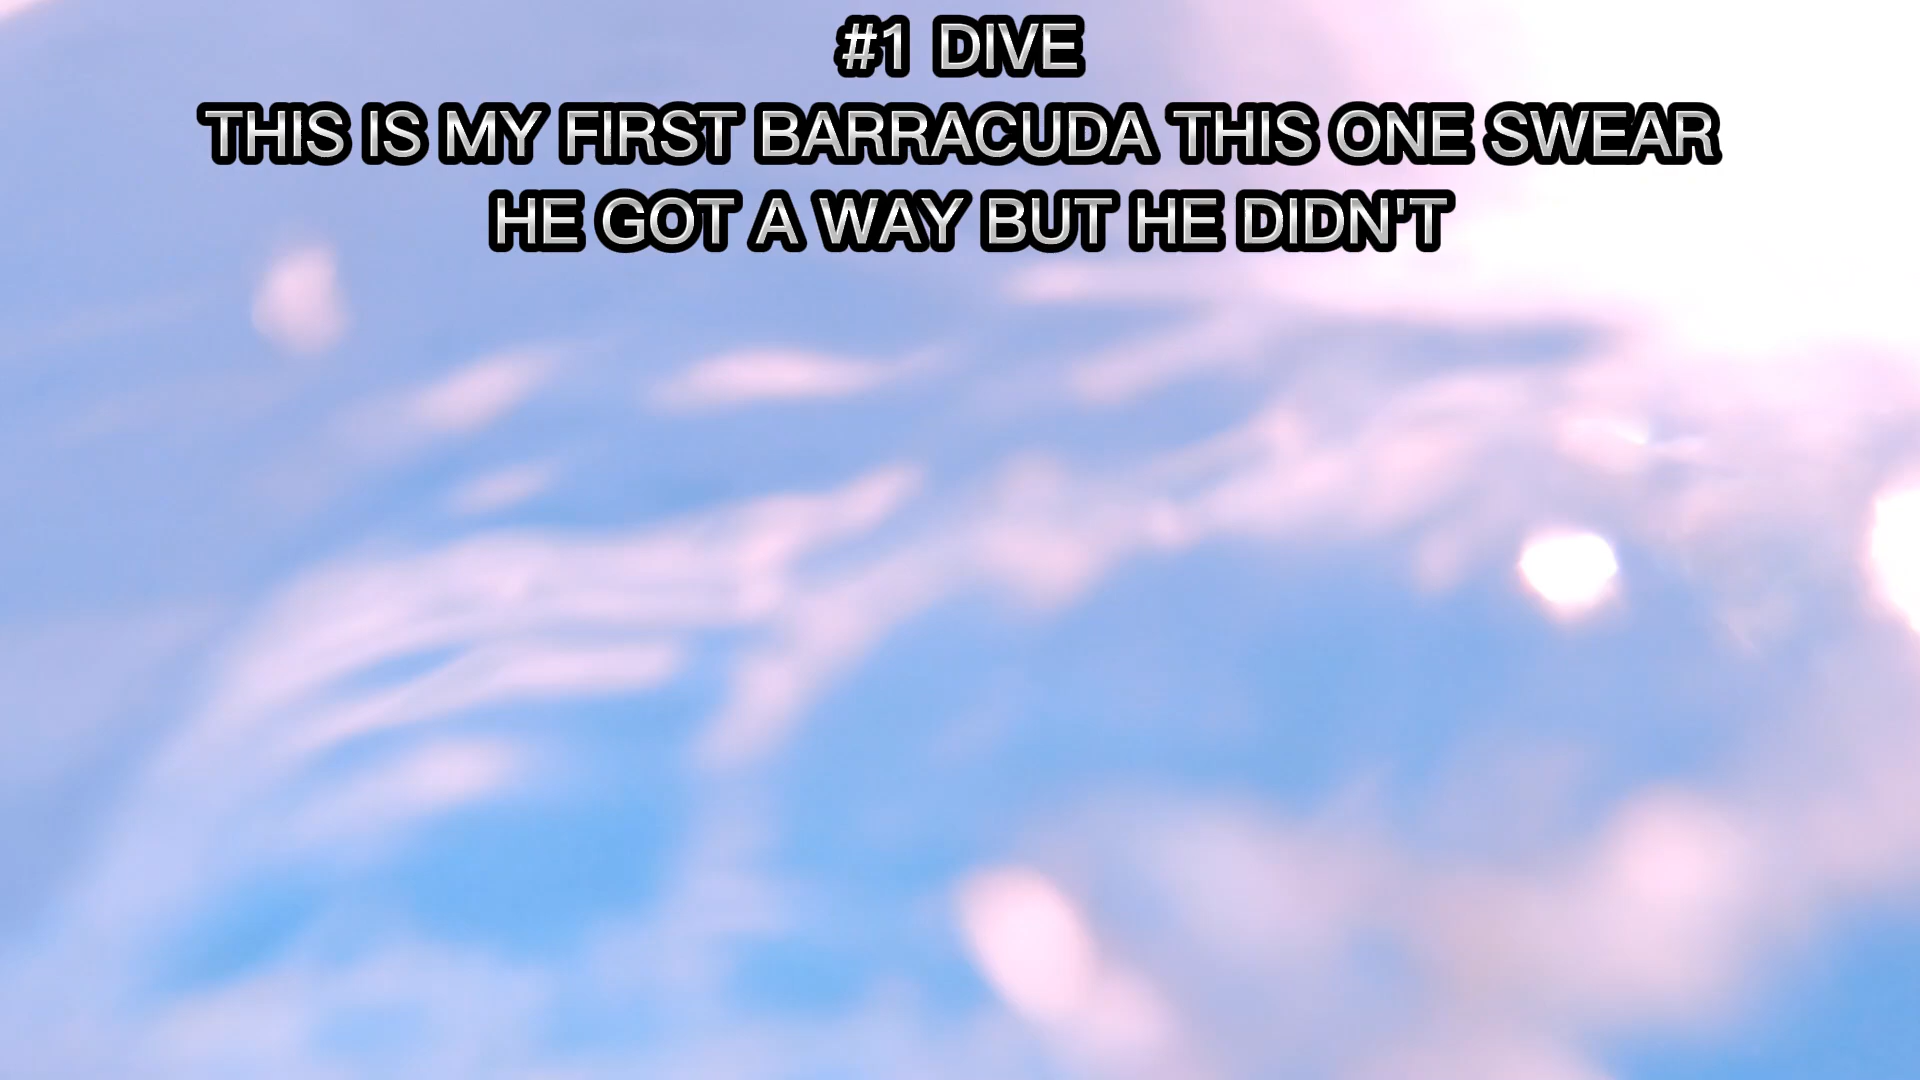 #1 DIVE
THIS IS MY FIRST BARRACUDA THIS ONE SWEAR
HE GOT A WAY BUT HE DIDN'T